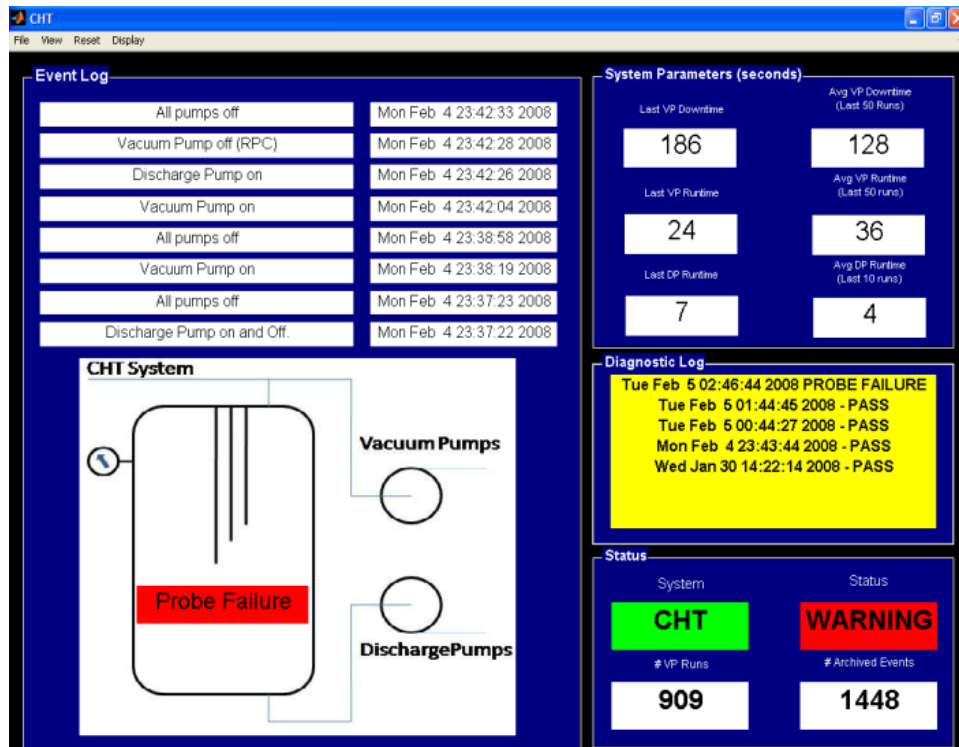 CHT
File View Reset Display
Event Log
All pumps off Mon Feb 4 23:42:33 2008
Vacuum Pump off (RPC) Mon Feb 4 23:42:28 2008
Discharge Pump on Mon Feb 4 23:42:26 2008
Vacuum Pump on Mon Feb 4 23:42:04 2008
All pumps off Mon Feb 4 23:38:58 2008
Vacuum Pump on Mon Feb 4 23:38:19 2008
All pumps off Mon Feb 4 23:37:23 2008
Discharge Pump on and Off. Mon Feb 4 23:37:22 2008
CHT System
Vacuum Pumps
Probe Failure
DischargePumps
System Parameters (seconds)
Last VP Downtime
186
Avg VP Downtime
(Last 50 Runs)
128
Last VP Runtime
24
Avg VP Runtime
(Last 50 runs)
36
Last DP Runtime
7
Avg DP Runtime
(Last 10 runs)
4
Diagnostic Log
Tue Feb 5 02:46:44 2008 PROBE FAILURE
Tue Feb 5 01:44:45 2008 - PASS
Tue Feb 5 00:44:27 2008 - PASS
Mon Feb 4 23:43:44 2008 - PASS
Wed Jan 30 14:22:14 2008 - PASS
Status
System
CHT
Status
WARNING
# VP Runs
909
# Archived Events
1448